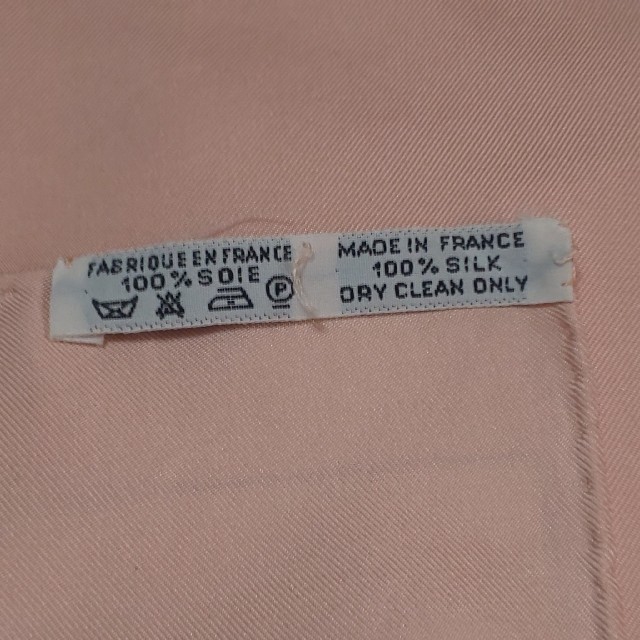 FABRIQUE EN FRANCE
100% SOIE
P
MADE IN FRANCE
100% SILK
DRY CLEAN ONLY